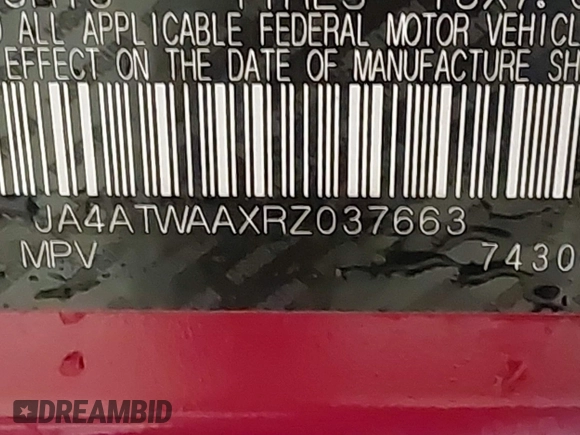 ALL APPLICABLE FEDERAL MOTOR VEHICL
EFFECT ON THE DATE OF MANUFACTURE SH
JA4ATWAAXRZ037663
MPV 7430
DREAMBID